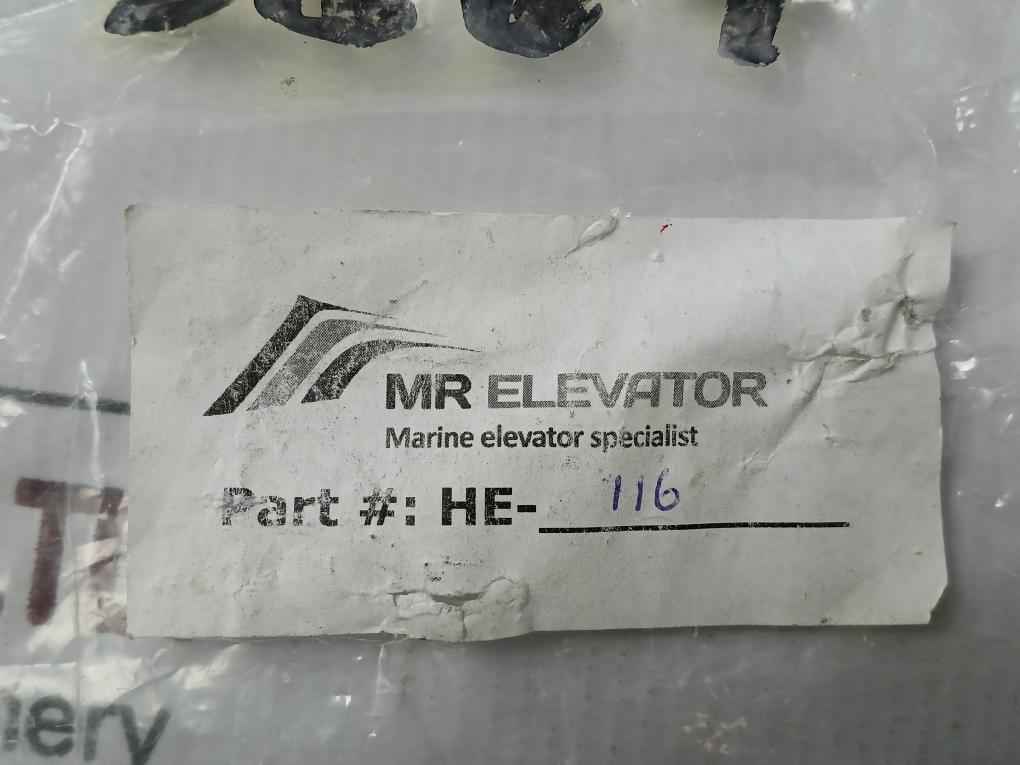 MR ELEVATOR
Marine elevator specialist
Part #: HE- 116